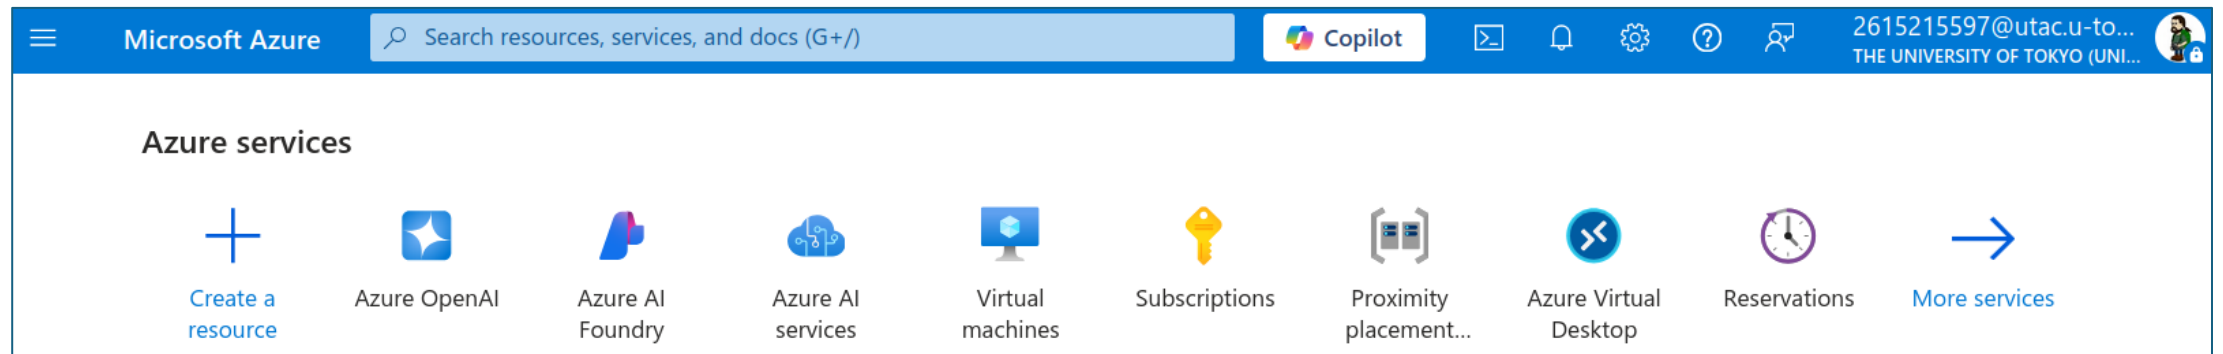 Microsoft Azure
Search resources, services, and docs (G+/)
Copilot
2615215597@utac.u-to...
THE UNIVERSITY OF TOKYO (UNI...
Azure services
Create a
resource
Azure OpenAI
Azure AI
Foundry
Azure AI
services
Virtual
machines
Subscriptions
Proximity
placement...
Azure Virtual
Desktop
Reservations
More services